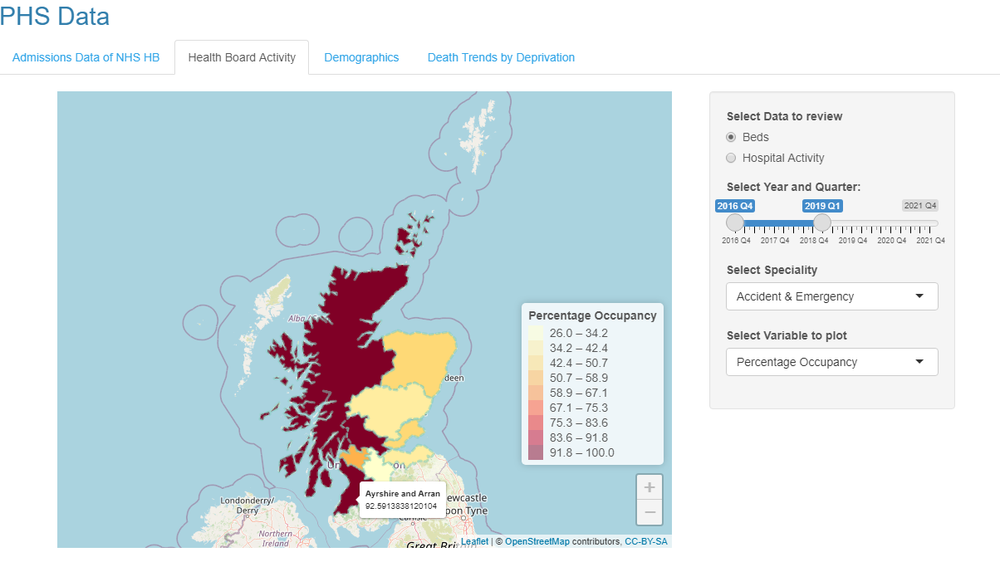 PHS Data
Admissions Data of NHS HB
Health Board Activity
Demographics
Death Trends by Deprivation
Select Data to review
Beds
Hospital Activity
Select Year and Quarter:
2016 Q4
2019 Q1
2021 Q4
2016 Q4 2017 Q4 2018 Q4 2019 Q4 2020 Q4 2021 Q4
Select Speciality
Accident & Emergency
Select Variable to plot
Percentage Occupancy
Percentage Occupancy
26.0 – 34.2
34.2 – 42.4
42.4 – 50.7
50.7 – 58.9
58.9 – 67.1
67.1 – 75.3
75.3 – 83.6
83.6 – 91.8
91.8 – 100.0
Alba /
deen
Un
on
Ayrshire and Arran
92.5913838120104
Londonderry/
Derry
Northern
Ireland
ewcastle
pon Tyne
Carlisle
Great Brit
+
−
Leaflet | © OpenStreetMap contributors, CC-BY-SA